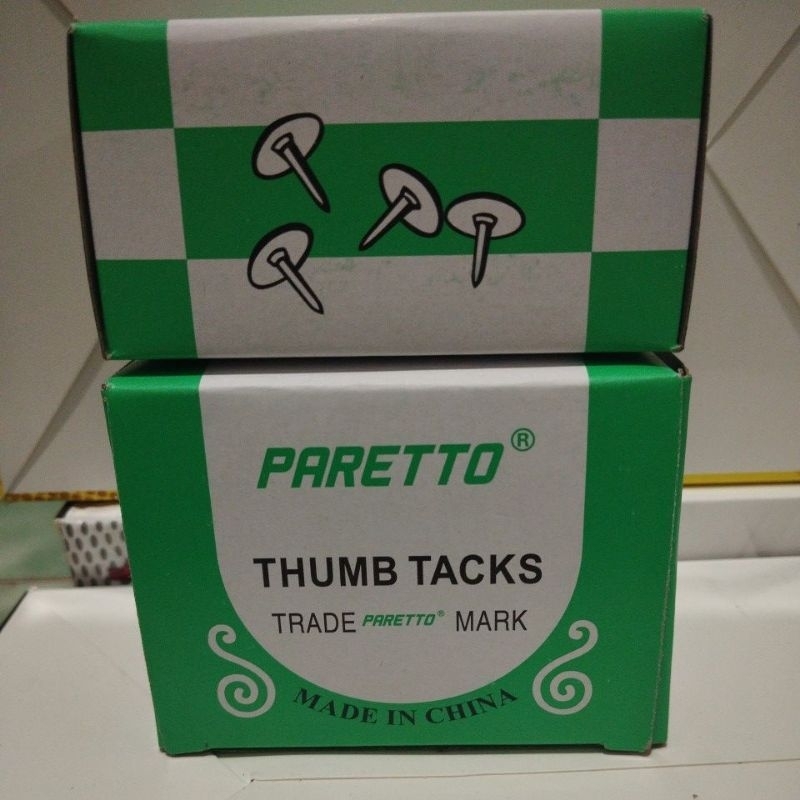 PARETTO®
THUMB TACKS
TRADE PARETTO® MARK
MADE IN CHINA